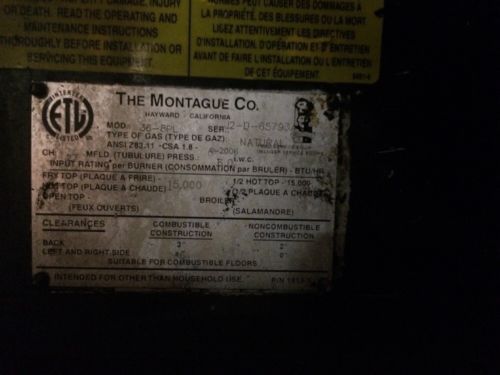 CAUSE PROPERTY DAMAGE, INJURY
OR DEATH. READ THE OPERATING AND
MAINTENANCE INSTRUCTIONS
THOROUGHLY BEFORE INSTALLATION OR
SERVICING THIS EQUIPMENT.
NORMES PEUT CAUSER DES DOMMAGES À
LA PROPRIÉTÉ, DES BLESSURES OU LA MORT
LISEZ ATTENTIVEMENT LES DIRECTIVES
D'INSTALLATION, D'OPÉRATION ET D'ENTRETIEN
AVANT DE FAIRE L'INSTALLATION OU L'ENTRETIEN
DE CET ÉQUIPEMENT.
INTERTEK
ETL
LISTED
THE MONTAGUE CO.
HAYWARD CALIFORNIA
MOD. SER.
TYPE OF GAS (TYPE DE GAZ) NATURAL
ANSI Z83.11 -CSA 1.8 - 2006
MFLD (TUBULURE) PRESS. I.W.C.
INPUT RATING per BURNER (CONSOMMATION par BRULER) - BTU/HR
FRY TOP (PLAQUE A FRIRE) -
HOT TOP (PLAQUE A CHAUDE) 15,000
1/2 HOT TOP - 15,000
1/2 PLAQUE A CHAUDE
OPEN TOP
(FEUX OUVERTS)
BROILER
(SALAMANDRE)
CLEARANCES COMBUSTIBLE CONSTRUCTION NONCOMBUSTIBLE CONSTRUCTION
BACK
LEFT AND RIGHT SIDE
SUITABLE FOR COMBUSTIBLE FLOORS
INTENDED FOR OTHER THAN HOUSEHOLD USE. P/N